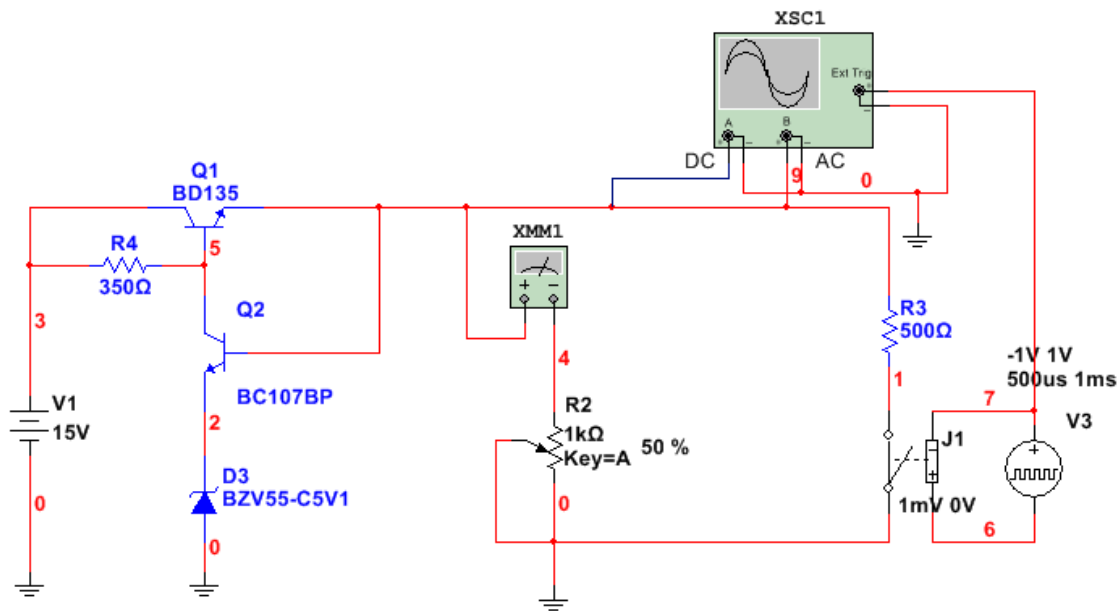 XSC1
Ext Trig
+
−
A
B
+ −
+ −
DC
AC
9
0
Q1
BD135
5
R4
350Ω
XMM1
+ −
Q2
3
R3
500Ω
4
-1V 1V
500us 1ms
BC107BP
1
7
V1
15V
2
R2
1kΩ
Key=A
50 %
J1
V3
− +
+
D3
BZV55-C5V1
1mV 0V
0
0
0
6